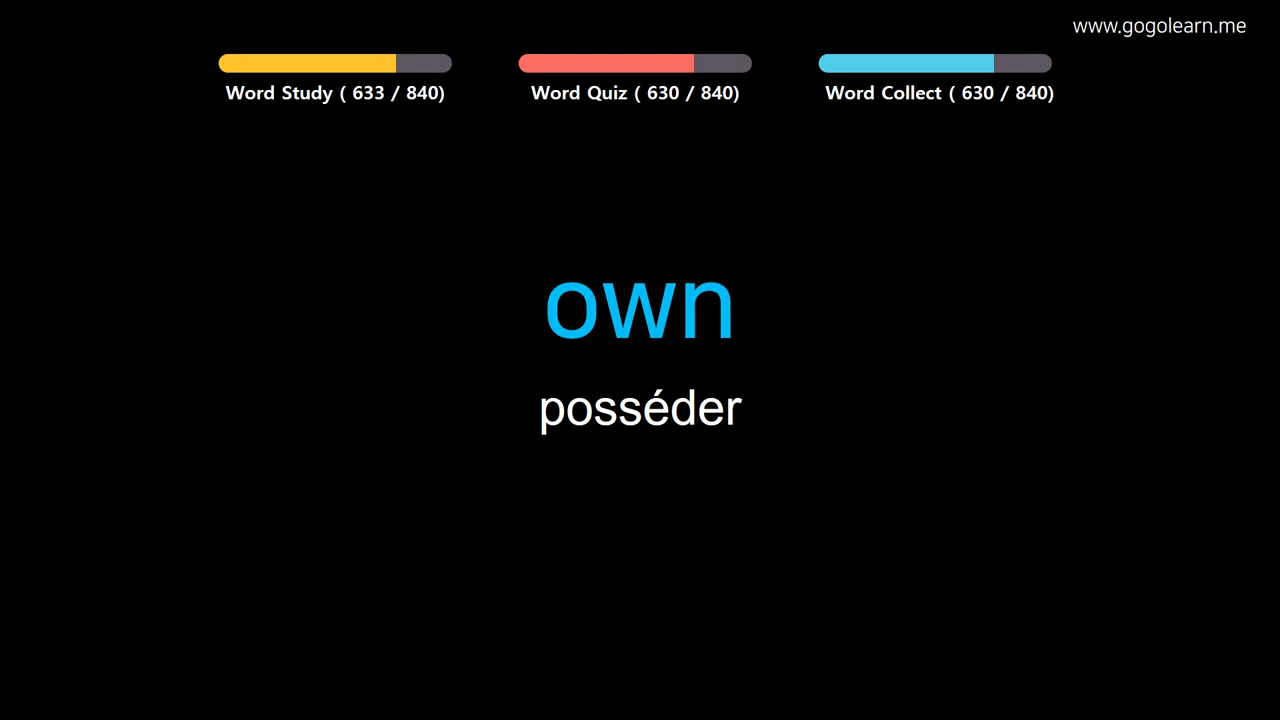 www.gogolearn.me
Word Study ( 633 / 840)
Word Quiz ( 630 / 840)
Word Collect ( 630 / 840)
own
posséder